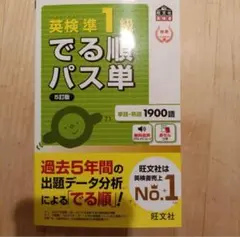 英検準1級
でる順
パス単
5訂版
単語・熟語1900語
過去5年間の
出題データ分析
による「でる順」!
旺文社は
英検書売上
No.1
旺文社